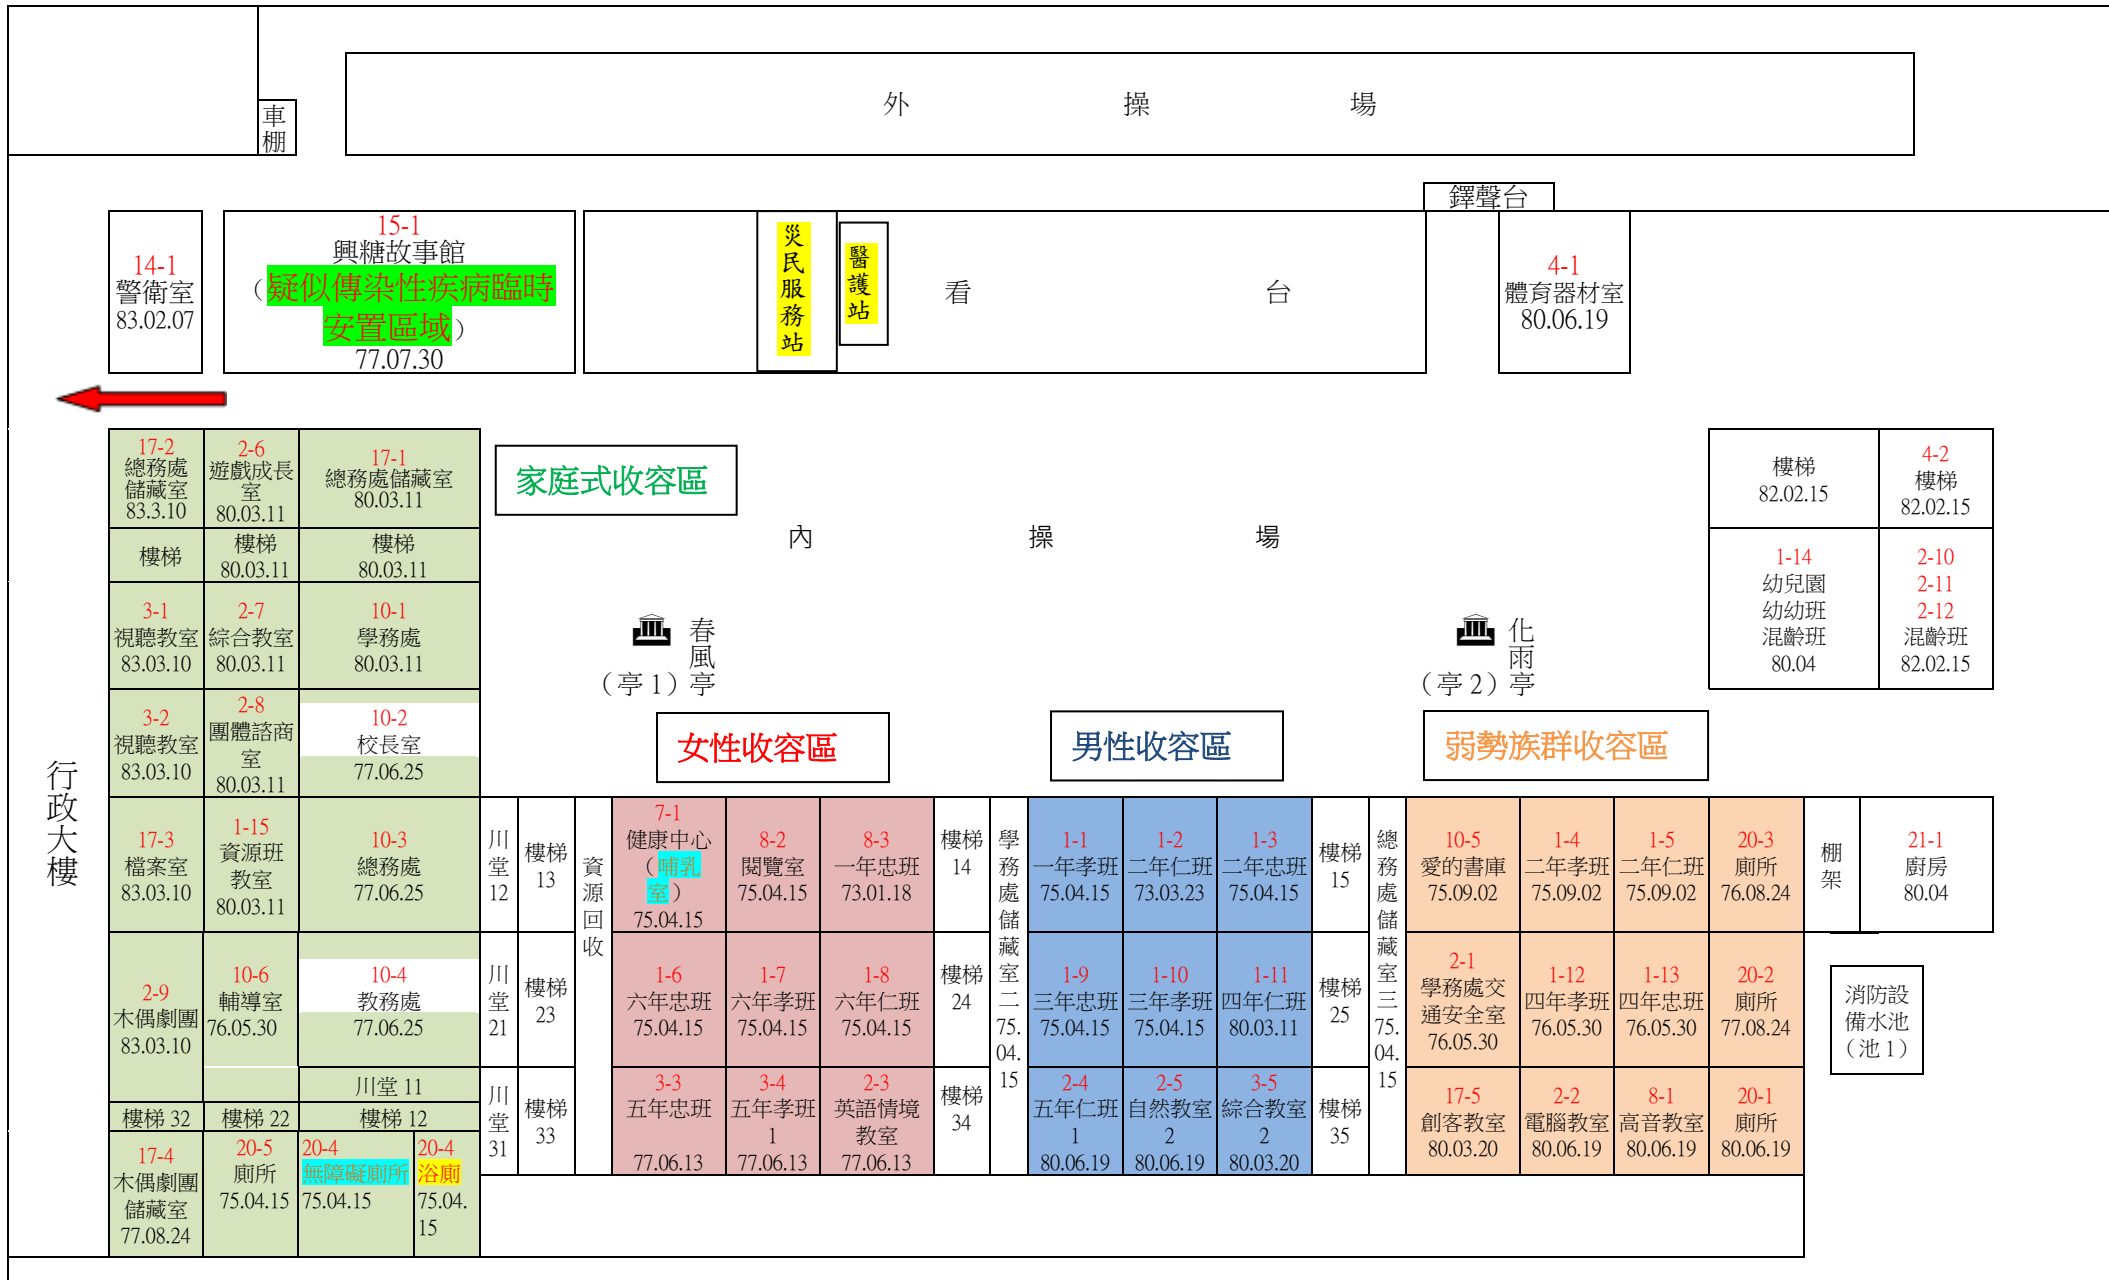 外 操 場
車棚
鐸聲台
14-1
警衛室
83.02.07
15-1
興糖故事館
（疑似傳染性疾病臨時
安置區域）
77.07.30
災民服務站
醫護站
看 台
4-1
體育器材室
80.06.19
17-2
總務處
儲藏室
83.3.10
2-6
遊戲成長
室
80.03.11
17-1
總務處儲藏室
80.03.11
家庭式收容區
樓梯
82.02.15
4-2
樓梯
82.02.15
內 操 場
樓梯
樓梯
80.03.11
樓梯
80.03.11
3-1
視聽教室
83.03.10
2-7
綜合教室
80.03.11
10-1
學務處
80.03.11
春風亭
（亭 1）
化雨亭
（亭 2）
1-14
幼兒園
幼幼班
混齡班
80.04
2-10
2-11
2-12
混齡班
82.02.15
3-2
視聽教室
83.03.10
2-8
團體諮商
室
80.03.11
10-2
校長室
77.06.25
女性收容區
男性收容區
弱勢族群收容區
行政大樓
17-3
檔案室
83.03.10
1-15
資源班
教室
80.03.11
10-3
總務處
77.06.25
川堂
12
樓梯
13
資源回收
7-1
健康中心
（哺乳
室）
75.04.15
8-2
閱覽室
75.04.15
8-3
一年忠班
73.01.18
樓梯
14
學務處儲藏室二
75.
04.
15
1-1
一年孝班
75.04.15
1-2
二年仁班
73.03.23
1-3
二年忠班
75.04.15
樓梯
15
總務處儲藏室三
75.
04.
15
10-5
愛的書庫
75.09.02
1-4
二年孝班
75.09.02
1-5
二年仁班
75.09.02
20-3
廁所
76.08.24
棚架
21-1
廚房
80.04
2-9
木偶劇團
83.03.10
10-6
輔導室
76.05.30
10-4
教務處
77.06.25
川堂
21
樓梯
23
1-6
六年忠班
75.04.15
1-7
六年孝班
75.04.15
1-8
六年仁班
75.04.15
樓梯
24
1-9
三年忠班
75.04.15
1-10
三年孝班
75.04.15
1-11
四年仁班
80.03.11
樓梯
25
2-1
學務處交
通安全室
76.05.30
1-12
四年孝班
76.05.30
1-13
四年忠班
76.05.30
20-2
廁所
77.08.24
消防設
備水池
（池 1）
川堂 11
樓梯 32
樓梯 22
樓梯 12
川堂
31
樓梯
33
3-3
五年忠班
77.06.13
3-4
五年孝班
1
77.06.13
2-3
英語情境
教室
77.06.13
樓梯
34
2-4
五年仁班
1
80.06.19
2-5
自然教室
2
80.06.19
3-5
綜合教室
2
80.03.20
樓梯
35
17-5
創客教室
80.03.20
2-2
電腦教室
80.06.19
8-1
高音教室
80.06.19
20-1
廁所
80.06.19
17-4
木偶劇團
儲藏室
77.08.24
20-5
廁所
75.04.15
20-4
無障礙廁所
75.04.15
20-4
浴廁
75.04.
15